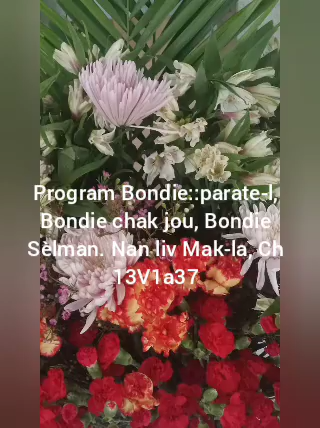 Program Bondie::parate-l,
Bondie chak jou, Bondie
Sèlman. Nan liv Mak-la, Ch
13V1a37